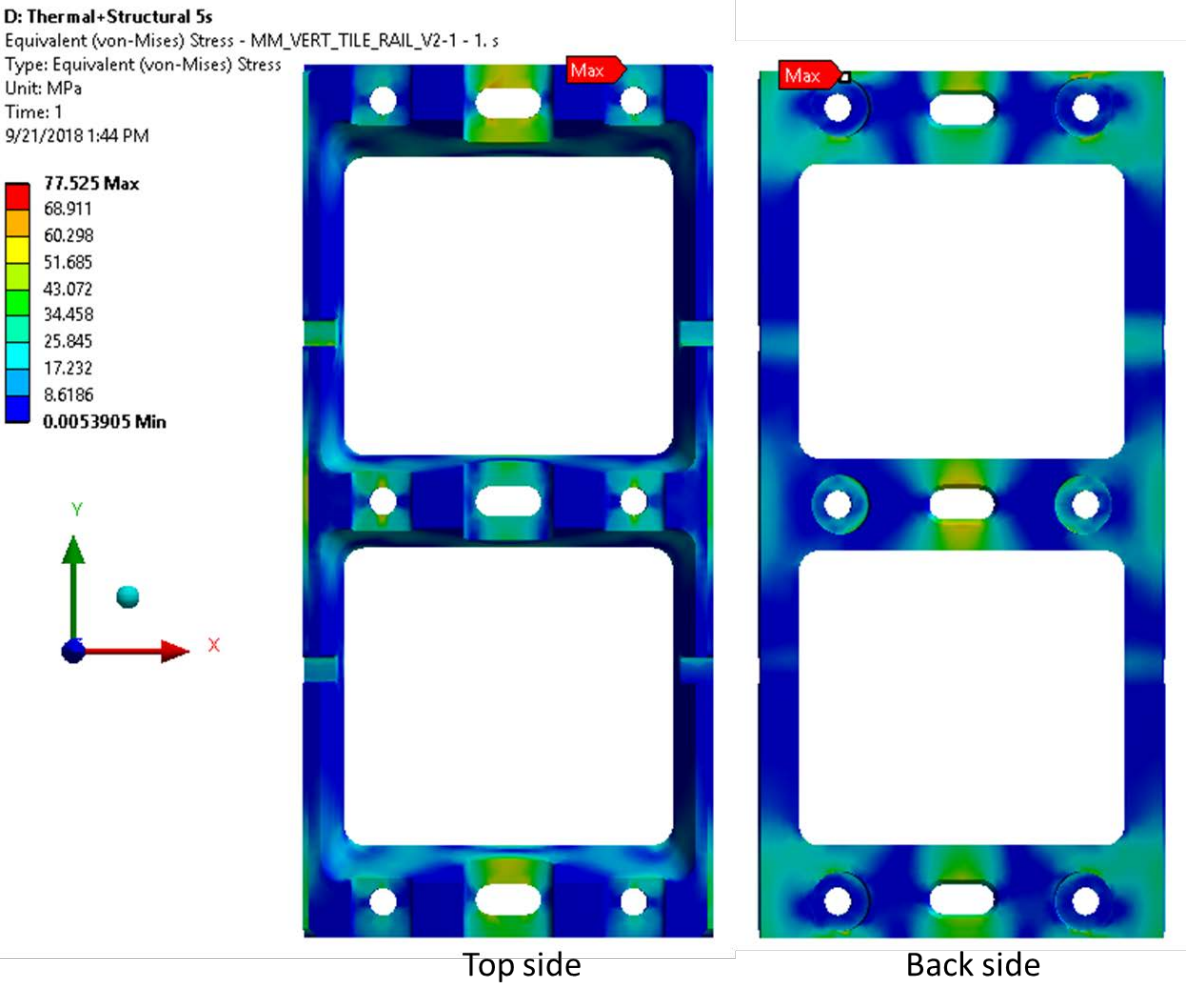 D: Thermal+Structural 5s
Equivalent (von-Mises) Stress - MM_VERT_TILE_RAIL_V2-1 - 1. s
Type: Equivalent (von-Mises) Stress
Unit: MPa
Time: 1
9/21/2018 1:44 PM
77.525 Max
68.911
60.298
51.685
43.072
34.458
25.845
17.232
8.6186
0.0053905 Min
Y
X
Max
Max
Top side
Back side